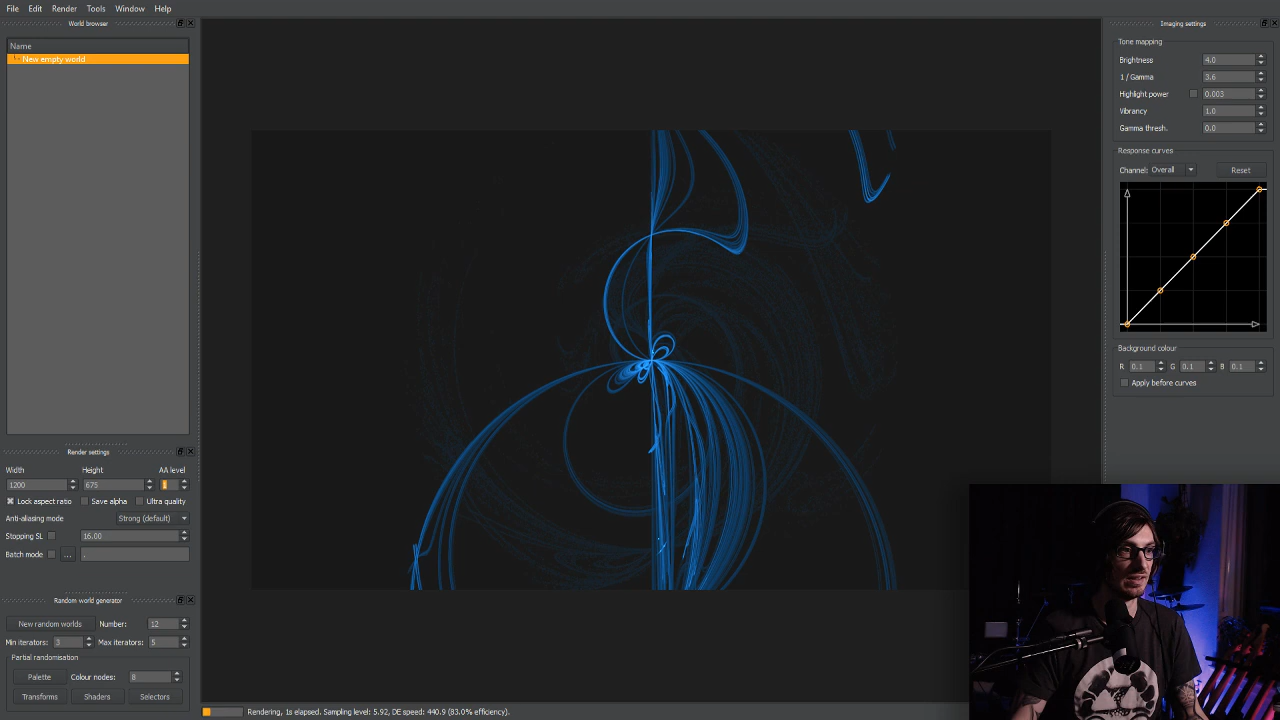 File Edit Render Tools Window Help
World browser
Name
New empty world
Render settings
Width Height AA level
1200 675
Lock aspect ratio Save alpha Ultra quality
Anti-aliasing mode Strong (default)
Stopping SL 16.00
Batch mode ... .
Random world generator
New random worlds Number: 12
Min iterators: 3 Max iterators: 5
Partial randomisation
Palette Colour nodes: 8
Transforms Shaders Selectors
Rendering, 1s elapsed. Sampling level: 5.92, DE speed: 440.9 (83.0% efficiency).
Imaging settings
Tone mapping
Brightness 4.0
1 / Gamma 3.6
Highlight power 0.003
Vibrancy 1.0
Gamma thresh. 0.0
Response curves
Channel: Overall Reset
Background colour
R 0.1 G 0.1 B 0.1
Apply before curves